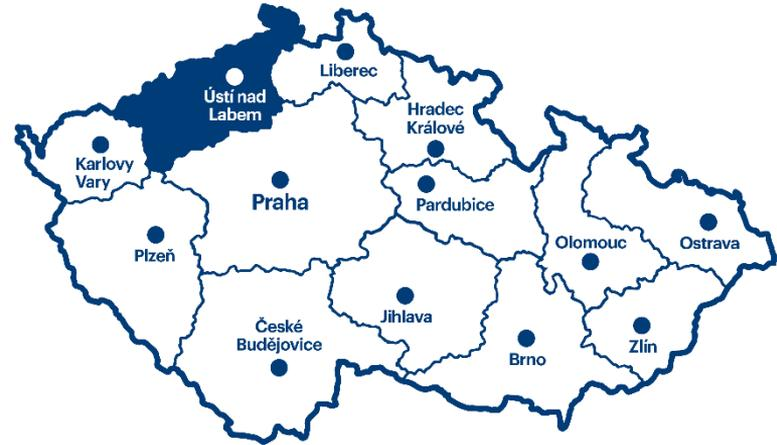 Liberec
Ústí nad
Labem
Hradec
Králové
Karlovy
Vary
Praha
Pardubice
Plzeň
Olomouc
Ostrava
Jihlava
České
Budějovice
Brno
Zlín